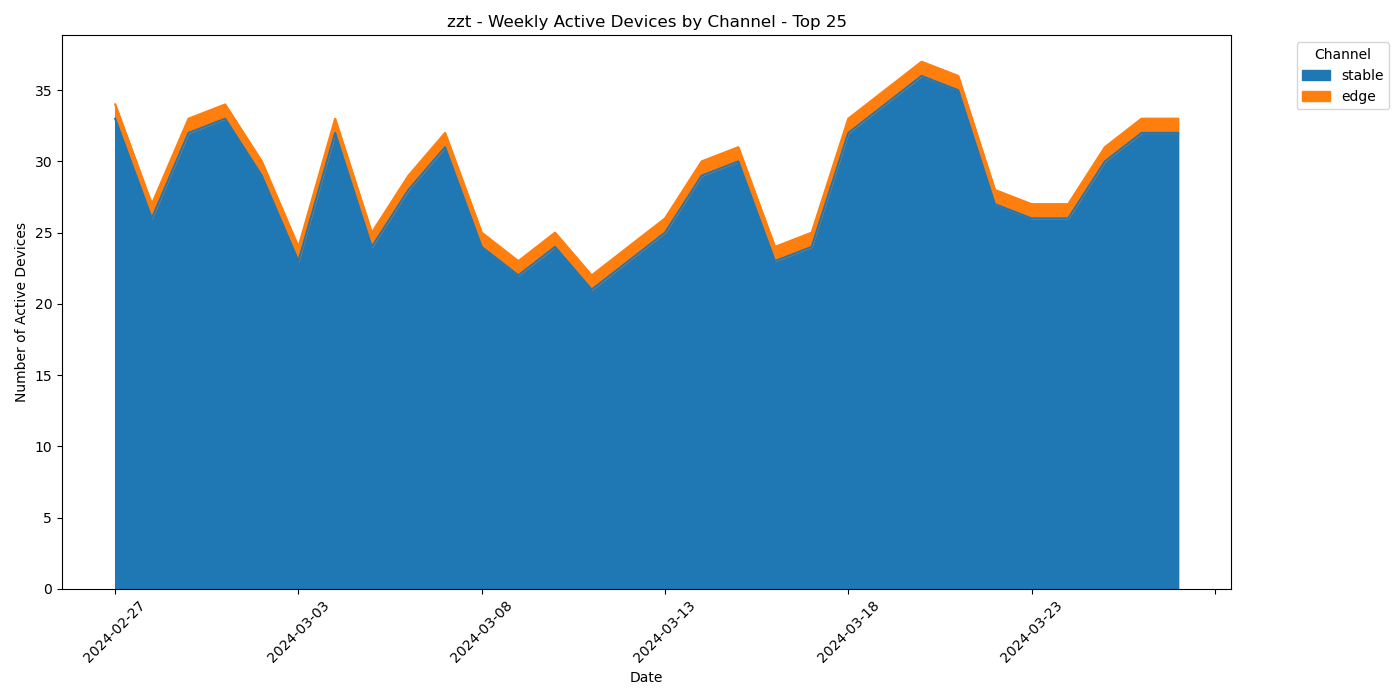 zzt - Weekly Active Devices by Channel - Top 25
Channel
stable
edge
Number of Active Devices
35
30
25
20
15
10
5
0
2024-02-27
2024-03-03
2024-03-08
2024-03-13
2024-03-18
2024-03-23
Date